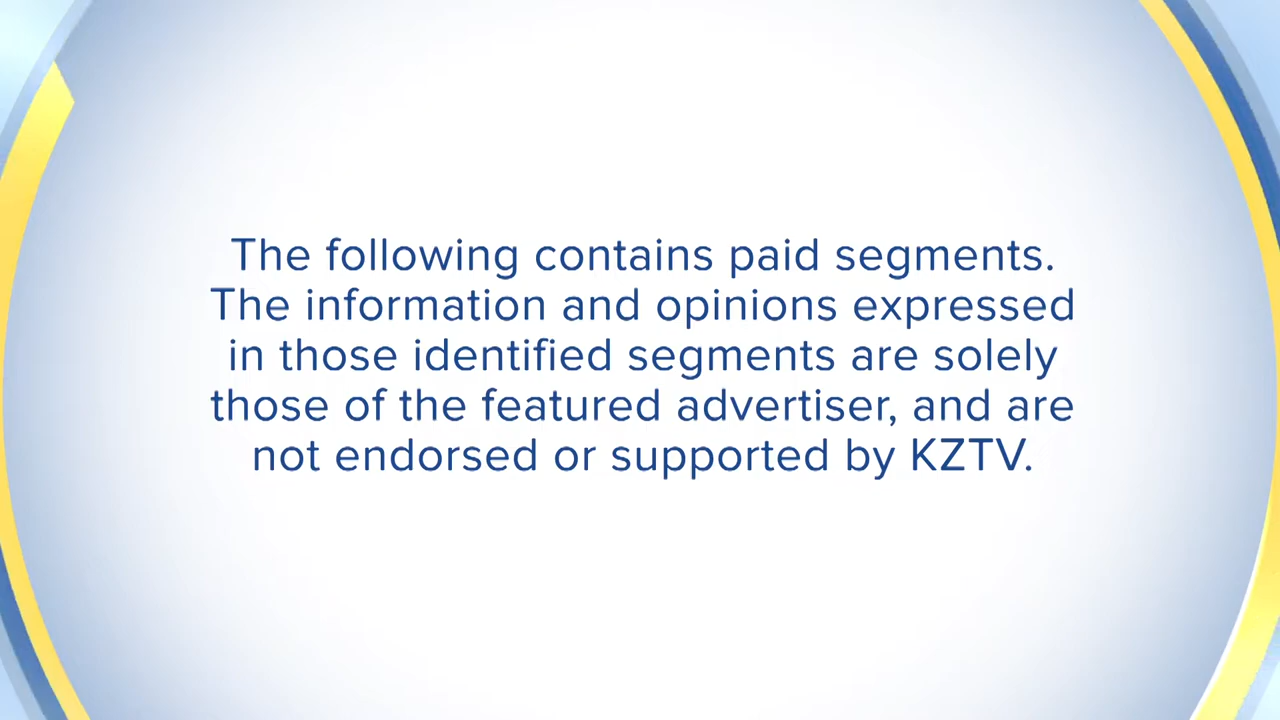 The following contains paid segments.
The information and opinions expressed
in those identified segments are solely
those of the featured advertiser, and are
not endorsed or supported by KZTV.